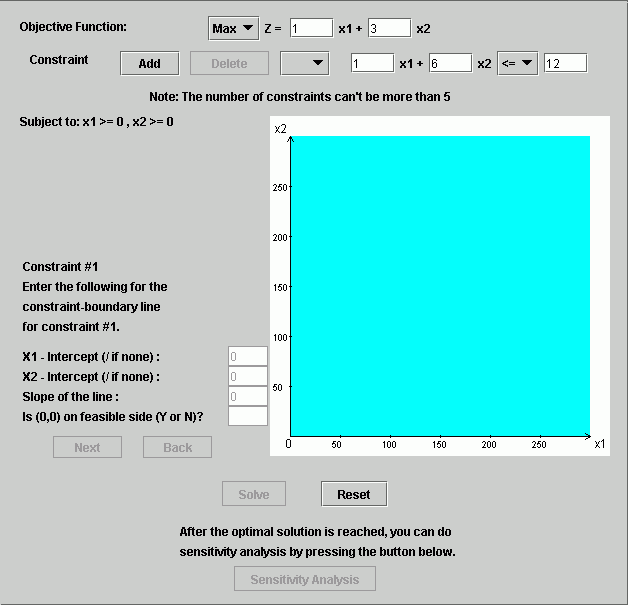 Objective Function: Max Z = 1 x1 + 3 x2
Constraint Add Delete 1 x1 + 6 x2 <= 12
Note: The number of constraints can't be more than 5
Subject to: x1 >= 0 , x2 >= 0
x2
250
200
150
100
50
0 50 100 150 200 250 x1
Constraint #1
Enter the following for the
constraint-boundary line
for constraint #1.
X1 - Intercept (/ if none) : 0
X2 - Intercept (/ if none) : 0
Slope of the line : 0
Is (0,0) on feasible side (Y or N)?
Next Back
Solve Reset
After the optimal solution is reached, you can do
sensitivity analysis by pressing the button below.
Sensitivity Analysis